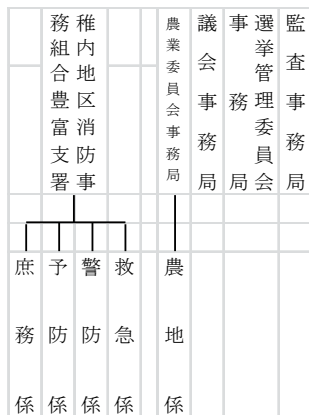 監査事務局
選挙管理委員会
事務局
議会事務局
農業委員会事務局
稚内地区消防事
務組合豊富支署
農地係
救急係
警防係
予防係
庶務係